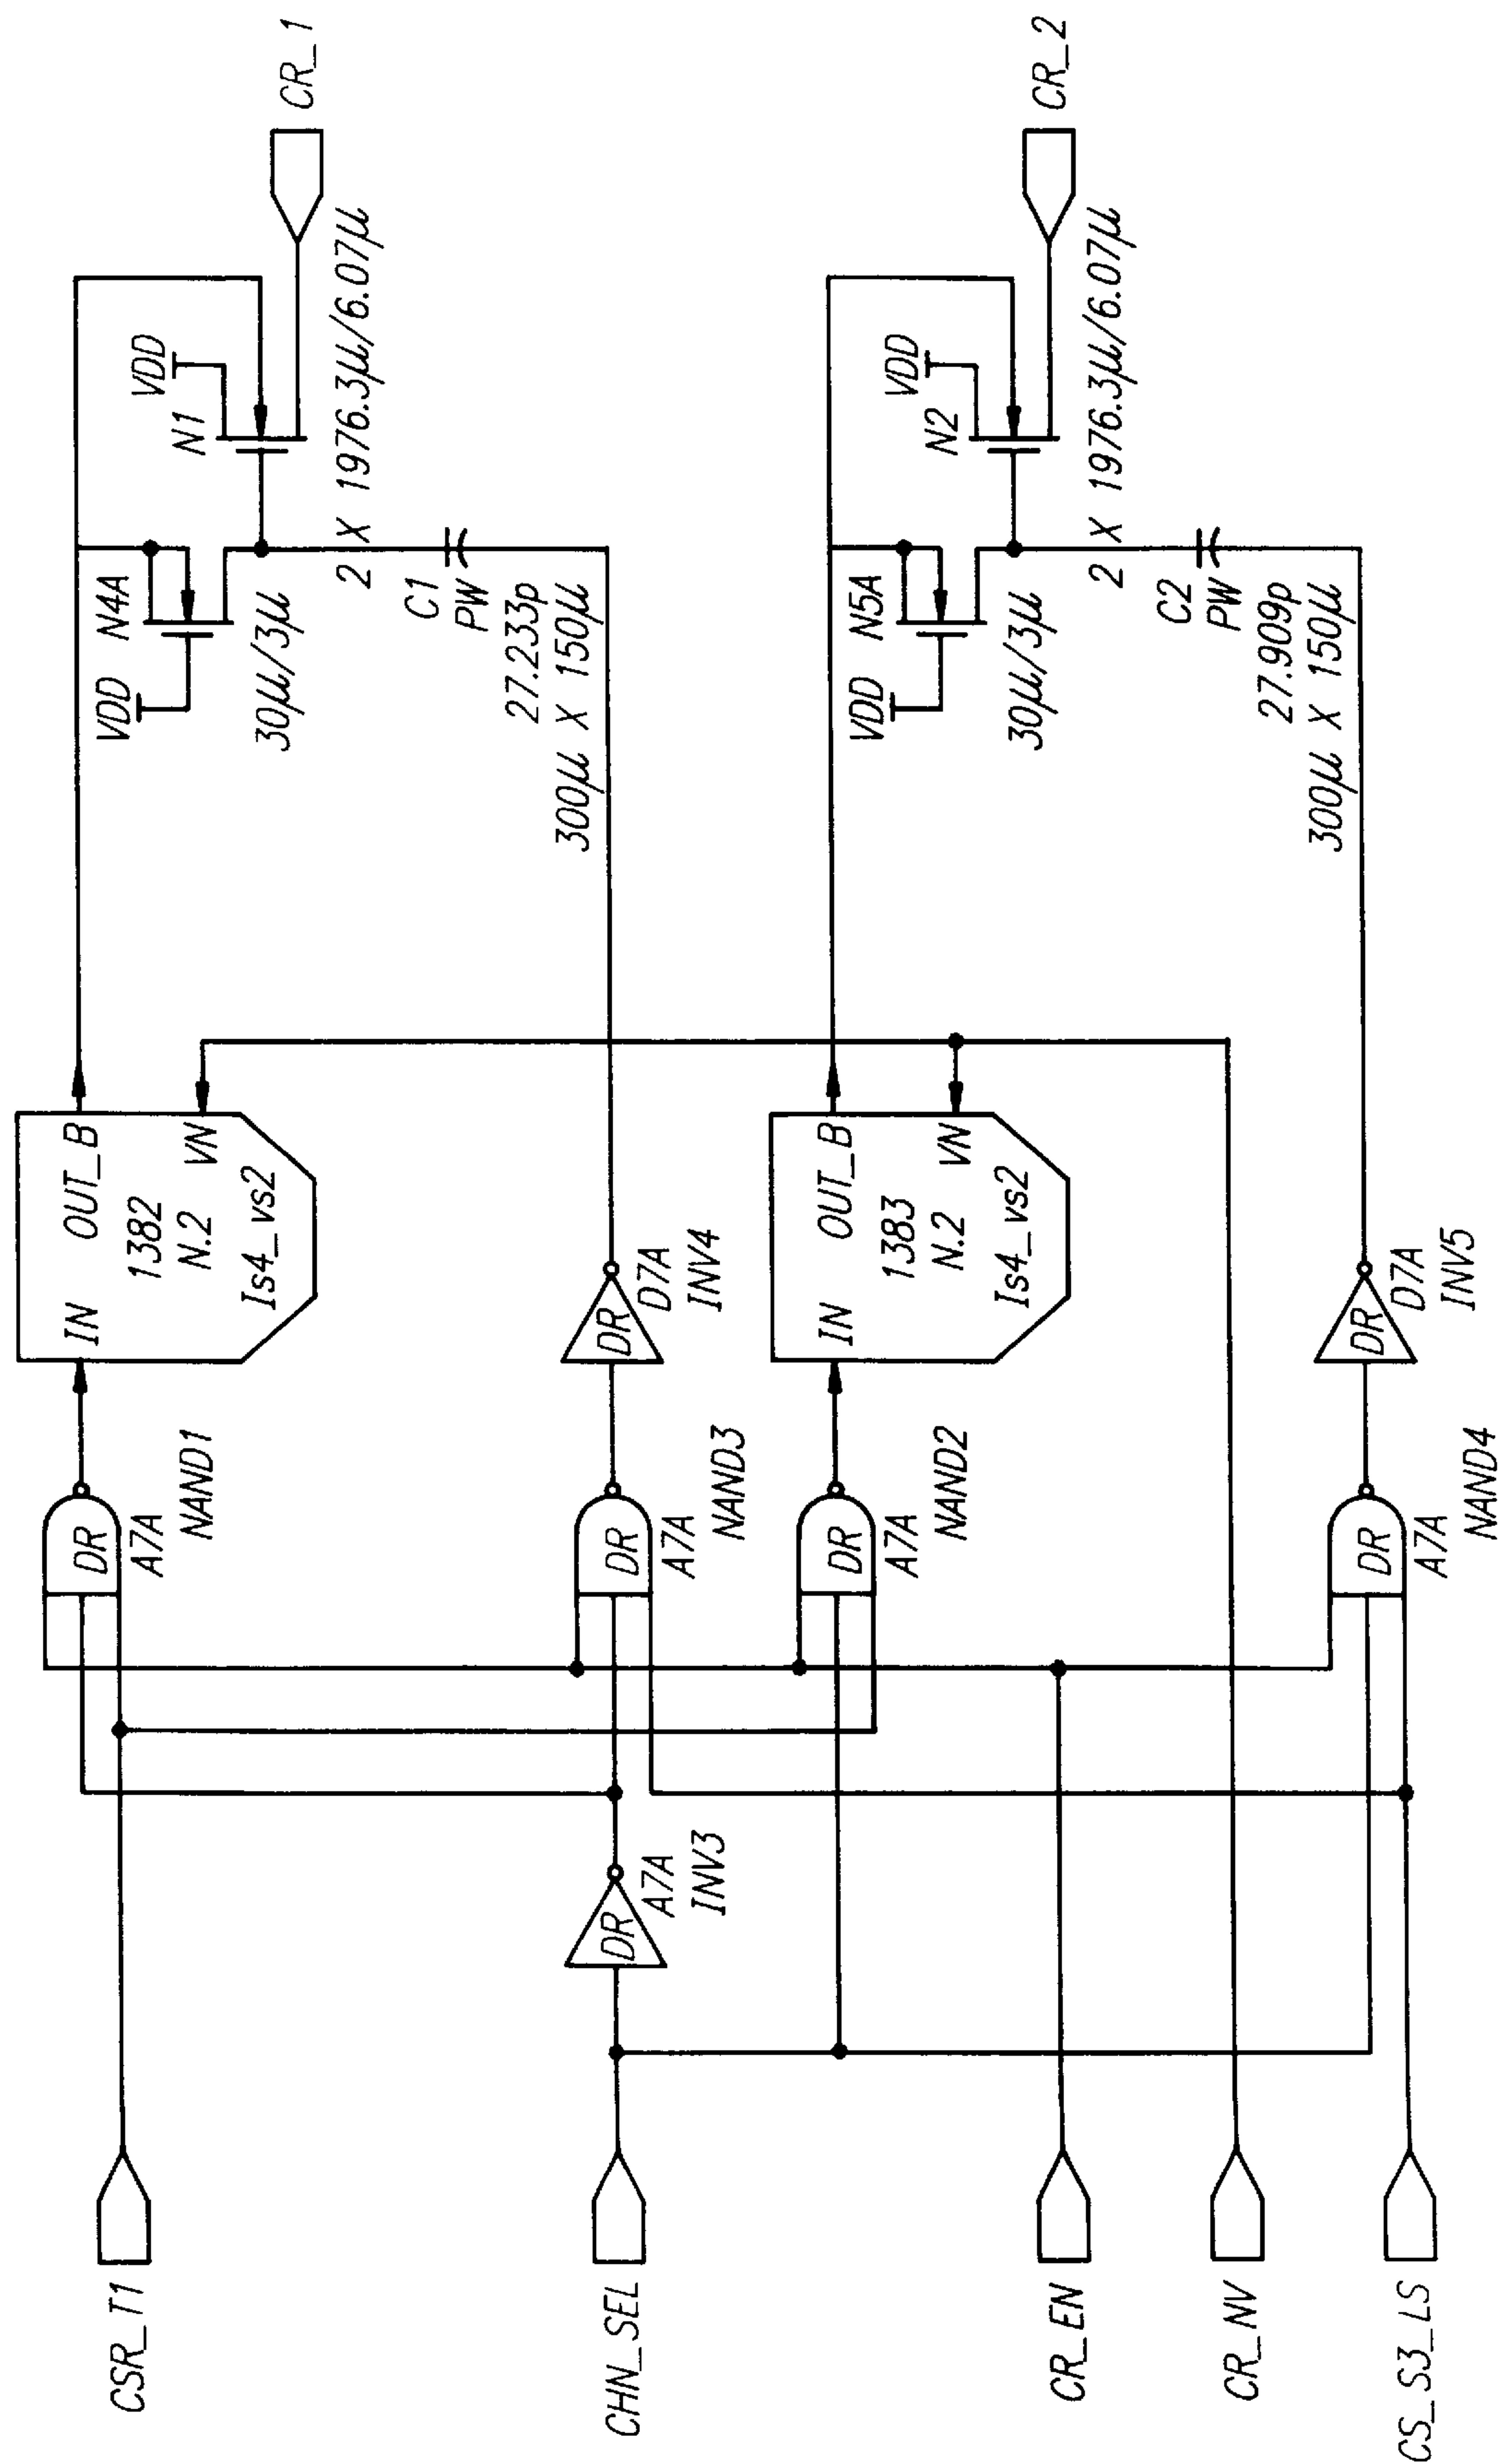 CSR_T1
CHN_SEL
CR_EN
CR_NV
CS_S3_LS
DR
A7A
INV3
DR
A7A
NAND1
DR
A7A
NAND3
DR
A7A
NAND2
DR
A7A
NAND4
IN OUT_B
1382
N.2 VN
Is4_vs2
DR
D7A
INV4
IN OUT_B
1383
N.2 VN
Is4_vs2
DR
D7A
INV5
VDD
N4A
30µ/3µ
VDD
N1
2 X 1976.3µ/6.07µ
C1
PW
27.233p
300µ X 150µ
CR_1
VDD
N5A
30µ/3µ
VDD
N2
2 X 1976.3µ/6.07µ
C2
PW
27.909p
300µ X 150µ
CR_2